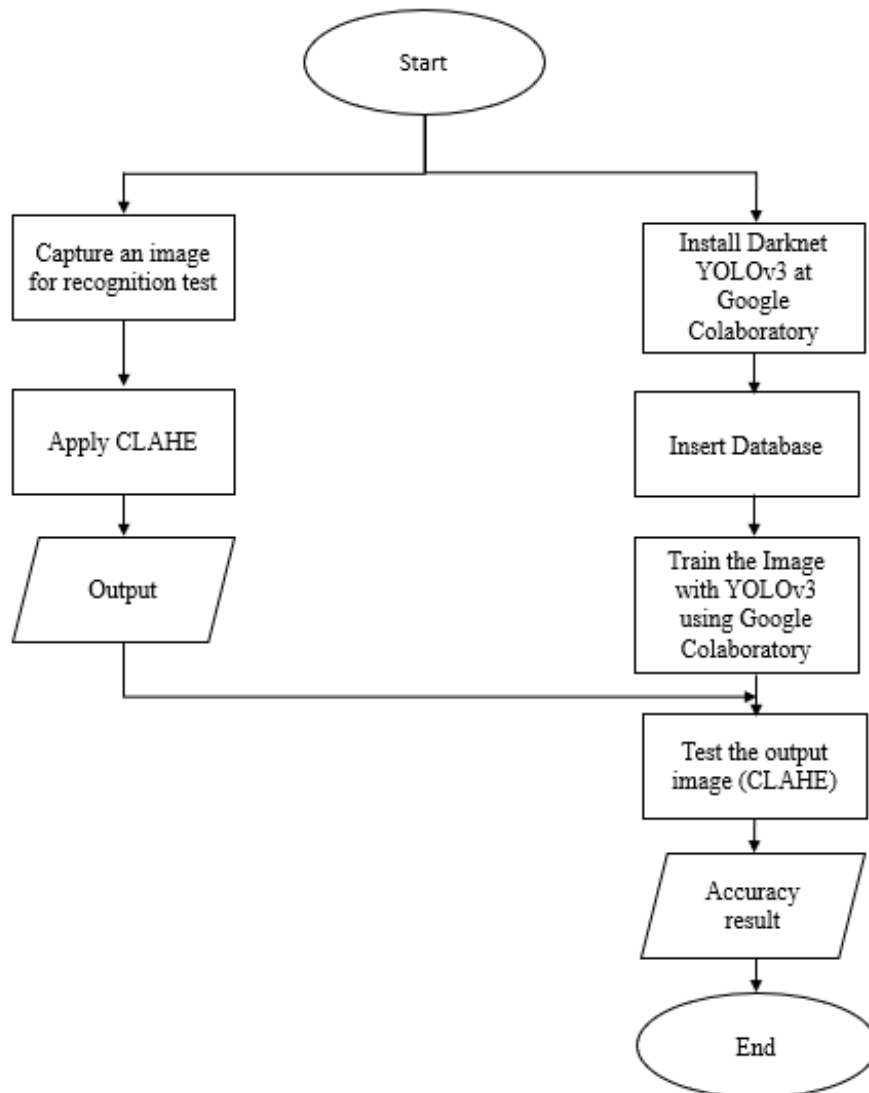 Start
Capture an image
for recognition test
Apply CLAHE
Output
Install Darknet
YOLOv3 at
Google
Colaboratory
Insert Database
Train the Image
with YOLOv3
using Google
Colaboratory
Test the output
image (CLAHE)
Accuracy
result
End